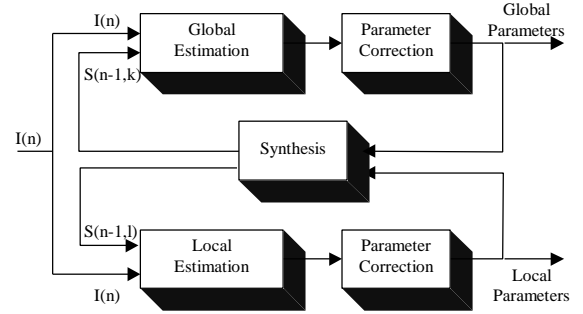 I(n)
Global
Estimation
Parameter
Correction
Global
Parameters
S(n-1,k)
I(n)
Synthesis
S(n-1,l)
Local
Estimation
Parameter
Correction
I(n)
Local
Parameters